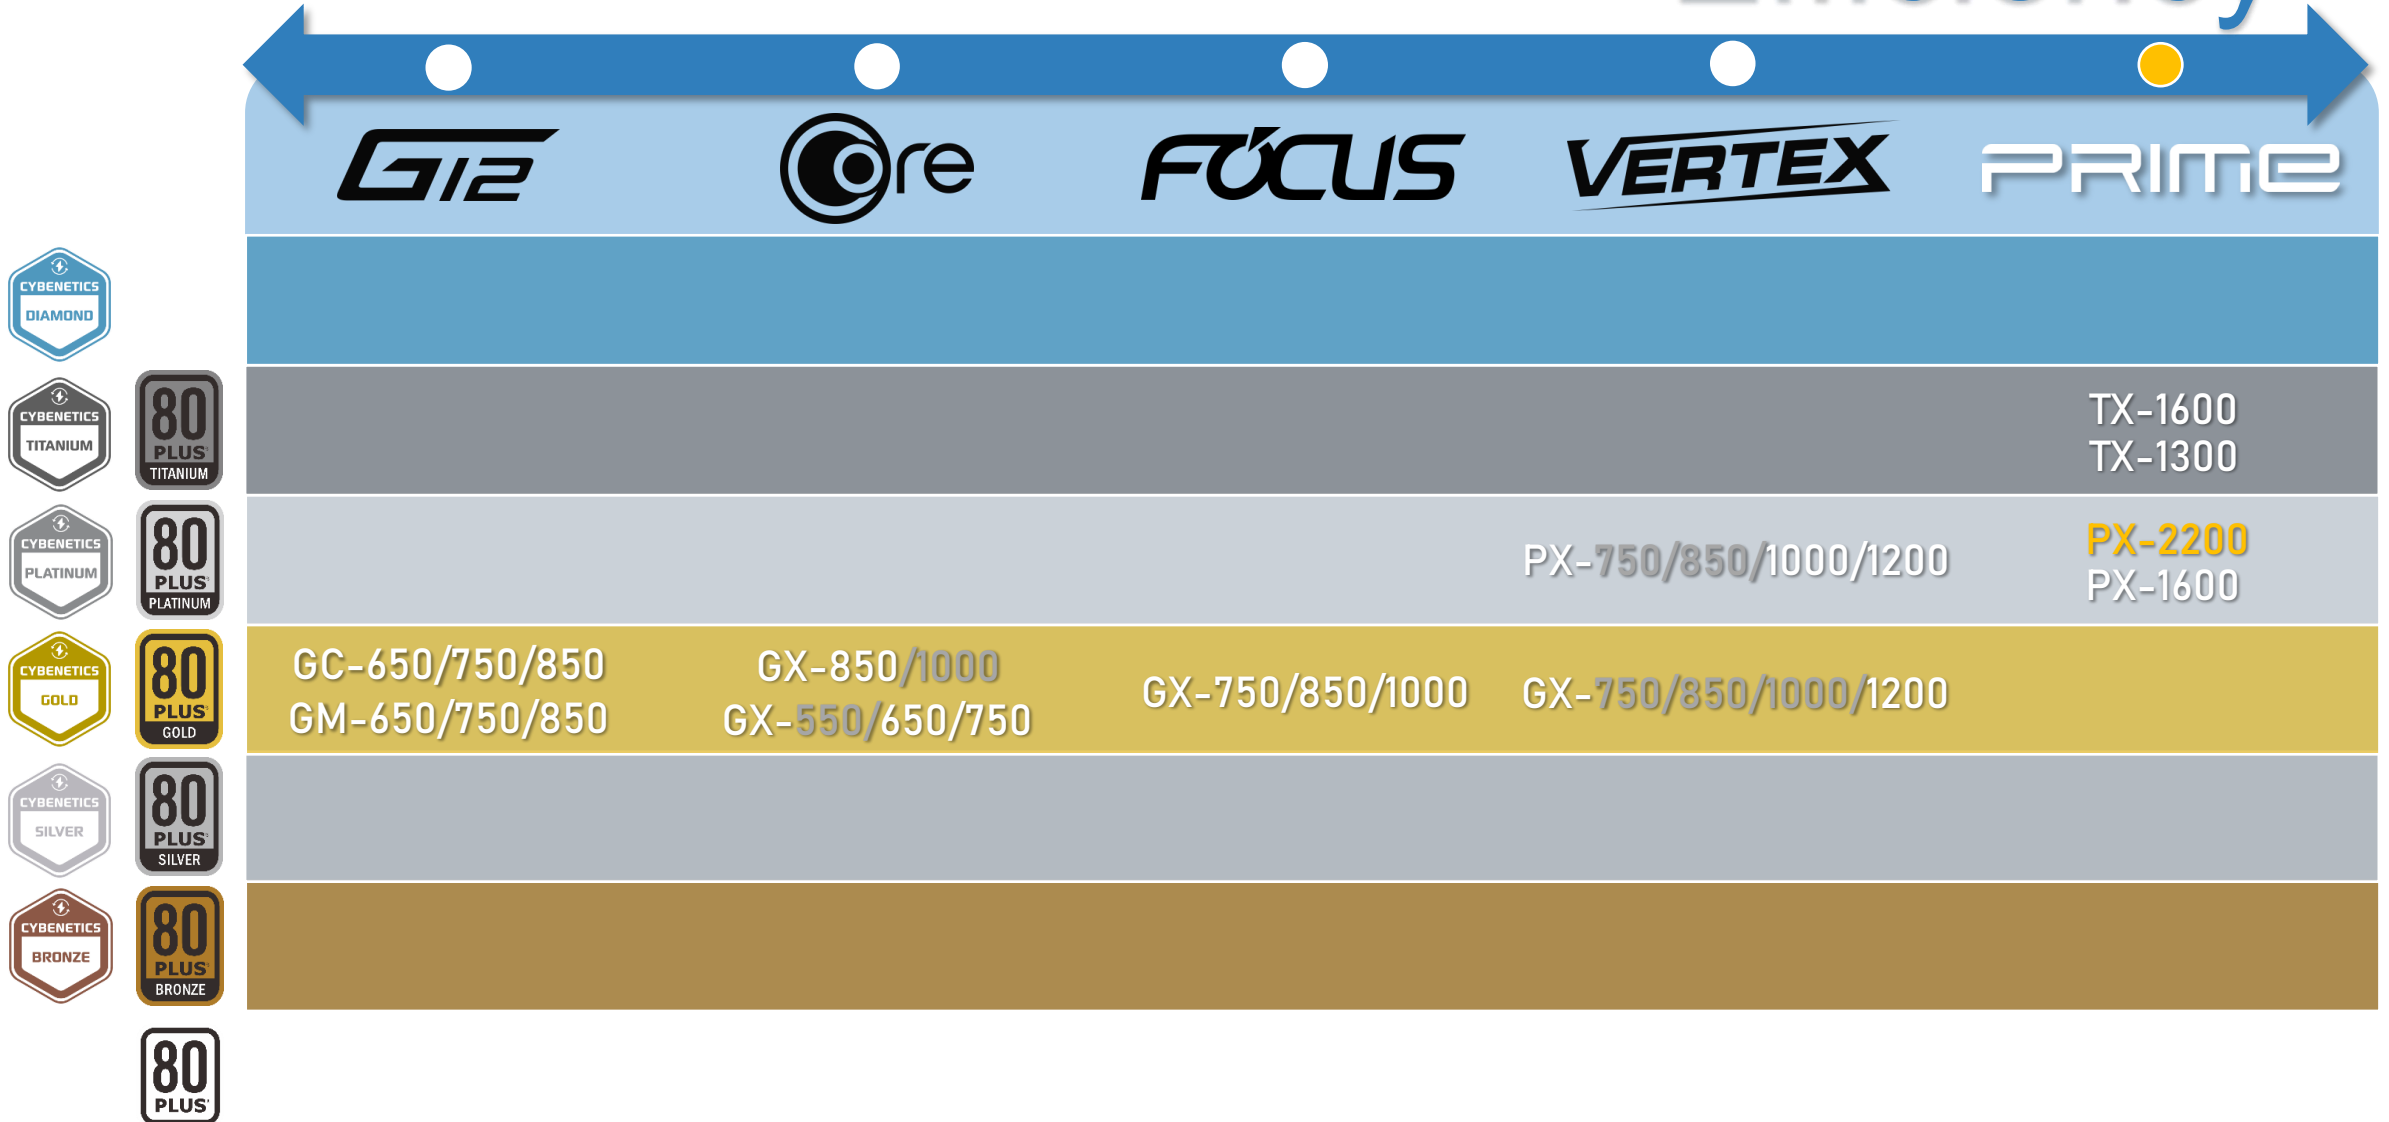 Efficiency
G12
Core
FOCUS
VERTEX
PRIME
CYBENETICS
DIAMOND
CYBENETICS
TITANIUM
80
PLUS
TITANIUM
TX-1600
TX-1300
CYBENETICS
PLATINUM
80
PLUS
PLATINUM
PX-750/850/1000/1200
PX-2200
PX-1600
CYBENETICS
GOLD
80
PLUS
GOLD
GC-650/750/850
GM-650/750/850
GX-850/1000
GX-550/650/750
GX-750/850/1000
GX-750/850/1000/1200
CYBENETICS
SILVER
80
PLUS
SILVER
CYBENETICS
BRONZE
80
PLUS
BRONZE
80
PLUS